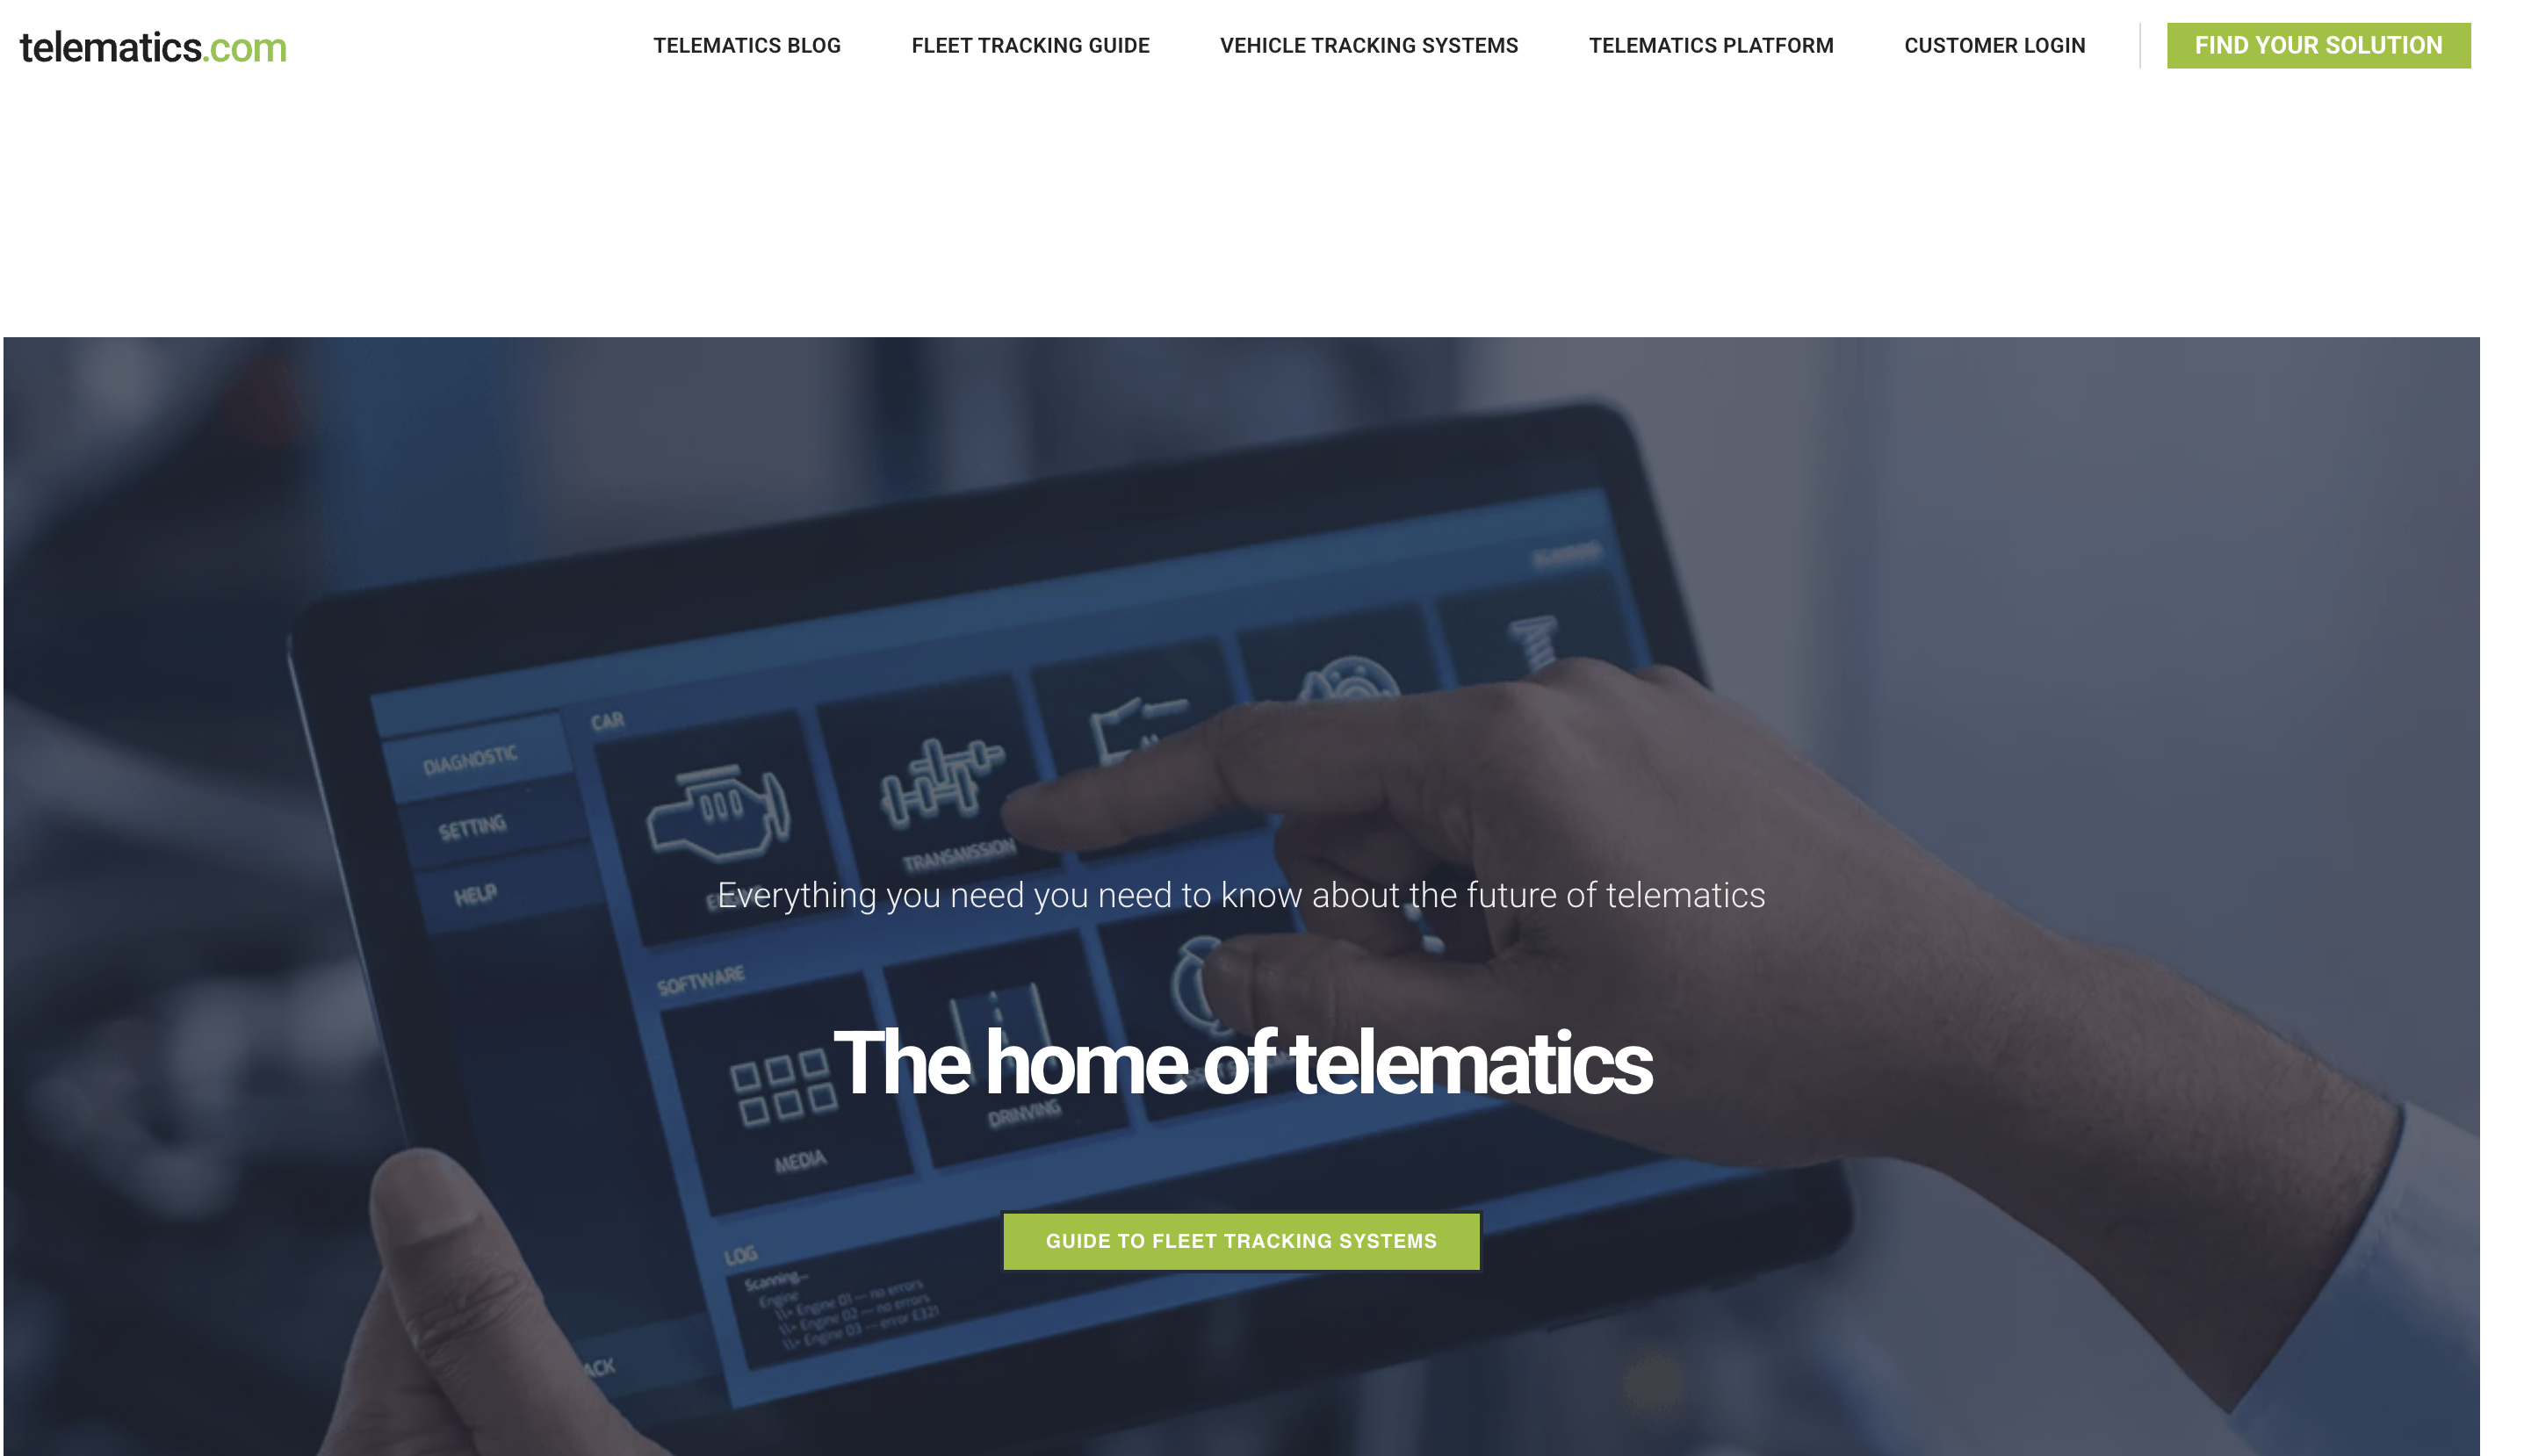 telematics.com
TELEMATICS BLOG
FLEET TRACKING GUIDE
VEHICLE TRACKING SYSTEMS
TELEMATICS PLATFORM
CUSTOMER LOGIN
FIND YOUR SOLUTION
CAR
DIAGNOSTIC
SETTING
HELP
TRANSMISSION
Everything you need you need to know about the future of telematics
SOFTWARE
The home of telematics
DRINVING
MEDIA
GUIDE TO FLEET TRACKING SYSTEMS
LOG
Scanning...
Engine
\\> Engine 01 — no errors
\\> Engine 02 — no errors
\\> Engine 03 — error E321